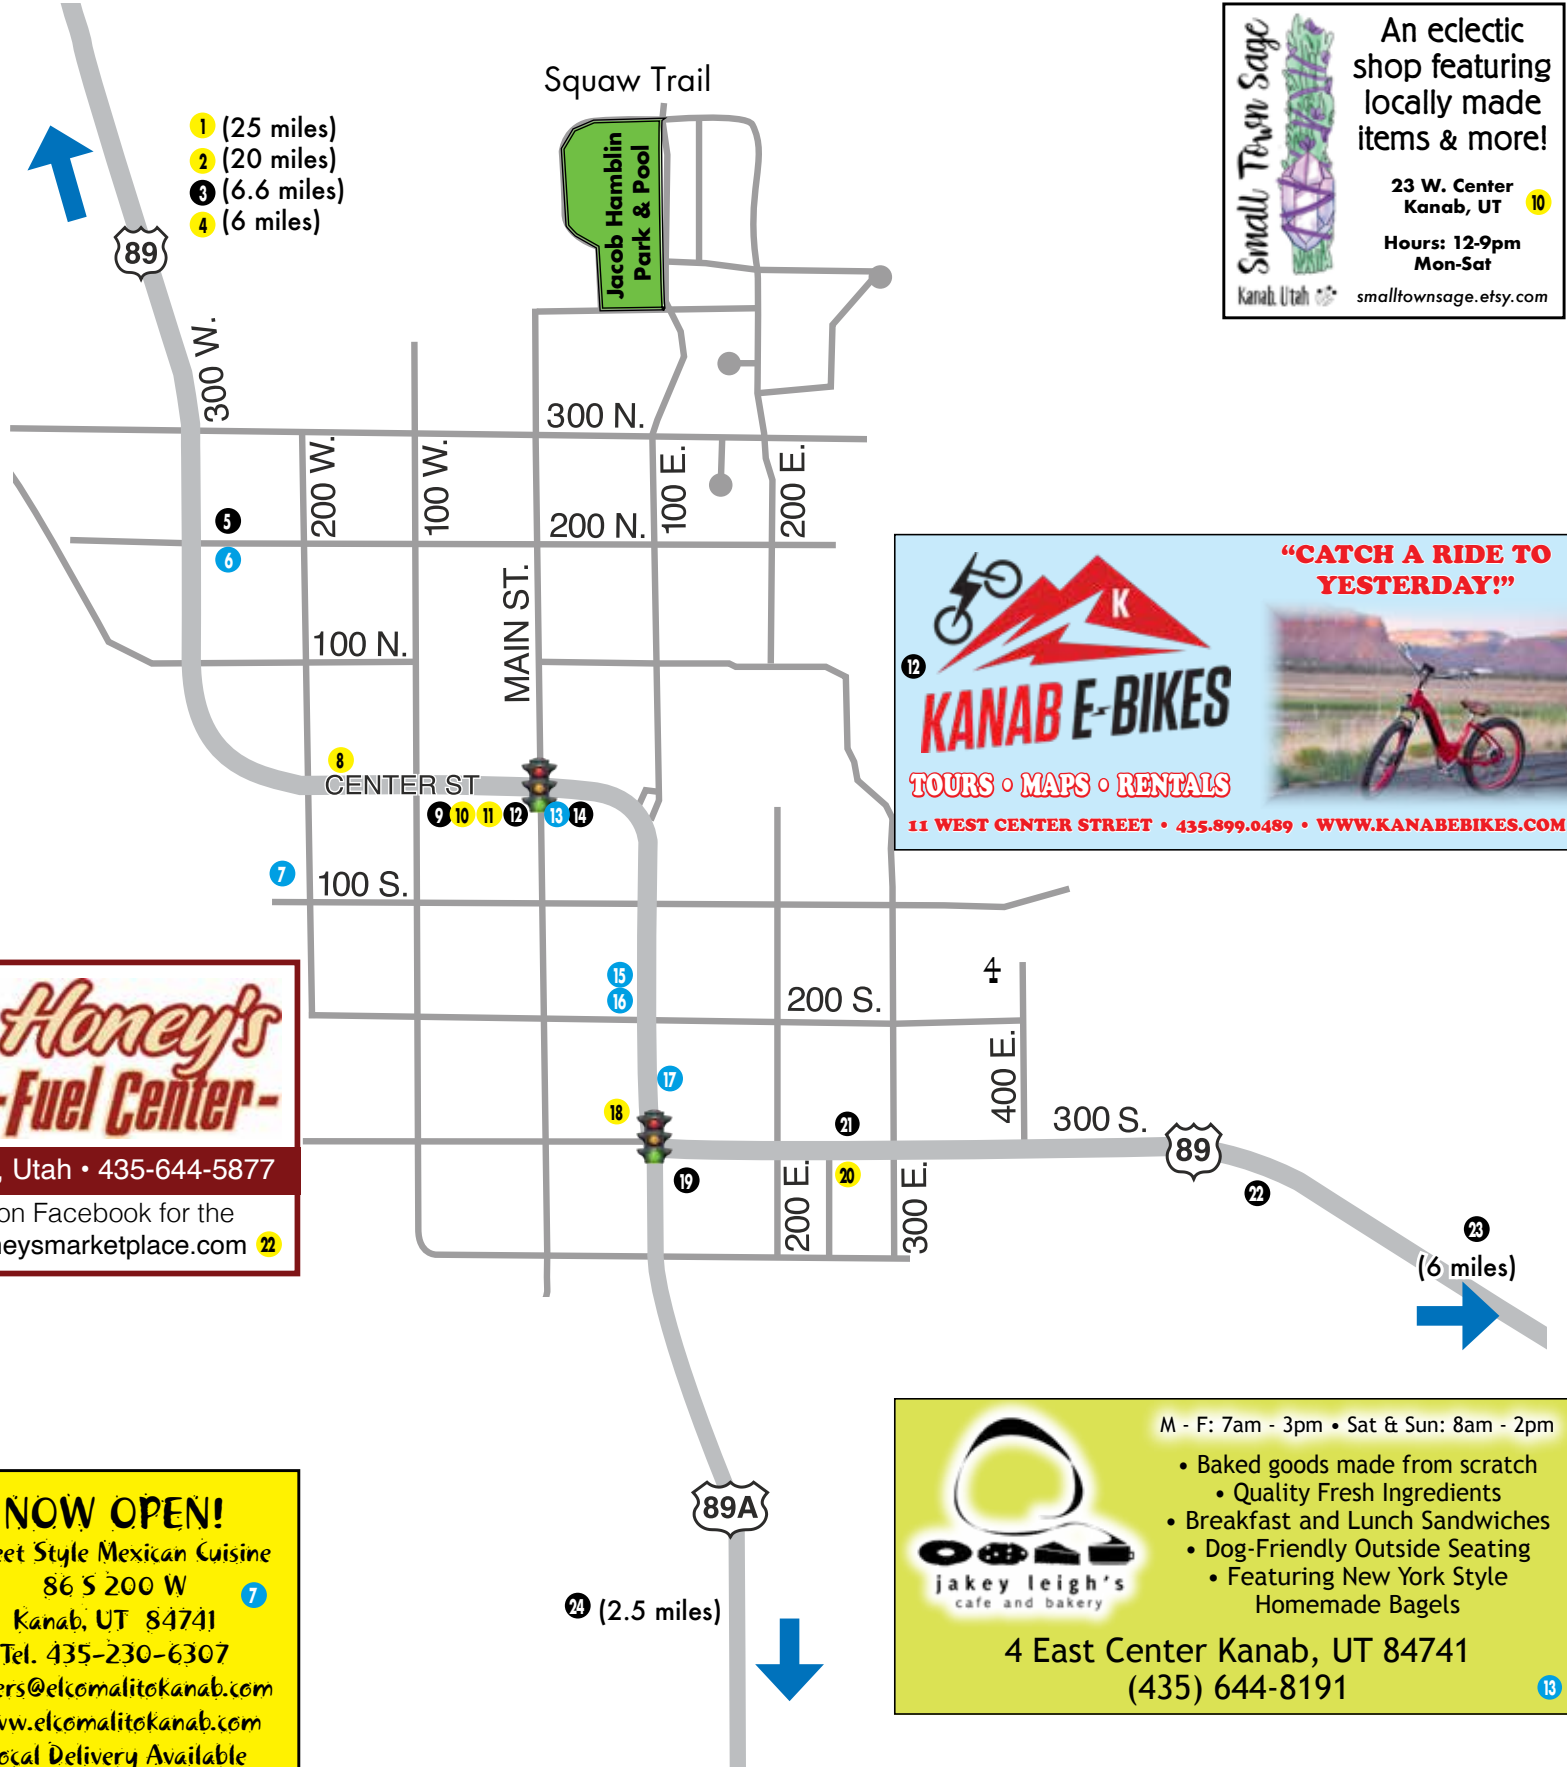 Squaw Trail
1 (25 miles)
2 (20 miles)
3 (6.6 miles)
4 (6 miles)
89
Jacob Hamblin
Park & Pool
300 W.
300 N.
200 W.
100 W.
100 E.
200 E.
5
200 N.
6
MAIN ST.
100 N.
8
CENTER ST
9 10 11 12 13 14
7
100 S.
15
16
200 S.
4
17
400 E.
18
21
300 S.
89
19
20
200 E.
300 E.
22
23
(6 miles)
89A
24 (2.5 miles)
Small Town Sage
Kanab, Utah
An eclectic
shop featuring
locally made
items & more!
23 W. Center
Kanab, UT
10
Hours: 12-9pm
Mon-Sat
smalltownsage.etsy.com
12
K
KANAB E-BIKES
"CATCH A RIDE TO
YESTERDAY!"
TOURS • MAPS • RENTALS
11 WEST CENTER STREET • 435.899.0489 • WWW.KANABEBIKES.COM
Honey's
-Fuel Center-
, Utah • 435-644-5877
on Facebook for the
neysmarketplace.com 22
NOW OPEN!
eet Style Mexican Cuisine
86 S 200 W
7
Kanab, UT 84741
Tel. 435-230-6307
ers@elcomalitokanab.com
ww.elcomalitokanab.com
ocal Delivery Available
jakey leigh's
cafe and bakery
M - F: 7am - 3pm • Sat & Sun: 8am - 2pm
• Baked goods made from scratch
• Quality Fresh Ingredients
• Breakfast and Lunch Sandwiches
• Dog-Friendly Outside Seating
• Featuring New York Style
Homemade Bagels
4 East Center Kanab, UT 84741
(435) 644-8191
13